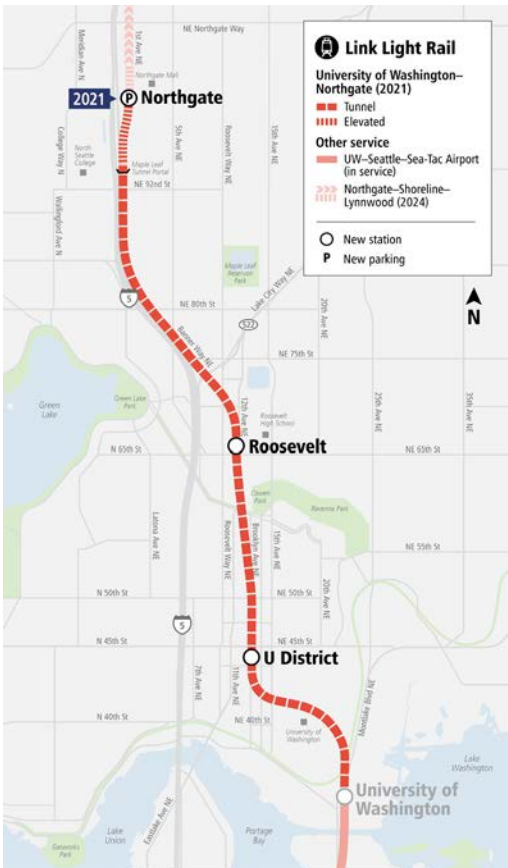 Link Light Rail
University of Washington–
Northgate (2021)
Tunnel
Elevated
Other service
UW–Seattle–Sea-Tac Airport
(in service)
Northgate–Shoreline–
Lynnwood (2024)
New station
P New parking
N
NE Northgate Way
Meridian Ave N
1st Ave NE
Northgate Mall
2021
P
Northgate
College Way N
North
Seattle
College
5th Ave NE
Roosevelt Way NE
15th Ave NE
Maple Leaf
Tunnel Portal
NE 92nd St
Wallingford Ave N
Maple Leaf
Reservoir
Park
Lake City Way NE
5
NE 80th St
522
20th Ave NE
Banner Way NE
NE 75th St
25th Ave NE
35th Ave NE
Green
Lake
Green Lake
Park
12th Ave NE
Roosevelt
High School
Roosevelt
N 65th St
NE 65th St
Cowen
Park
Ravenna Park
Latona Ave N
Roosevelt Way NE
Brooklyn Ave NE
15th Ave NE
NE 55th St
20th Ave NE
N 50th St
NE 50th St
5
N 45th St
NE 45th St
U District
7th Ave NE
11th Ave NE
Montlake Blvd NE
N 40th St
NE 40th St
University of
Washington
Lake
Washington
University of
Washington
Eastlake Ave NE
Lake
Union
Portage
Bay
Gasworks
Park